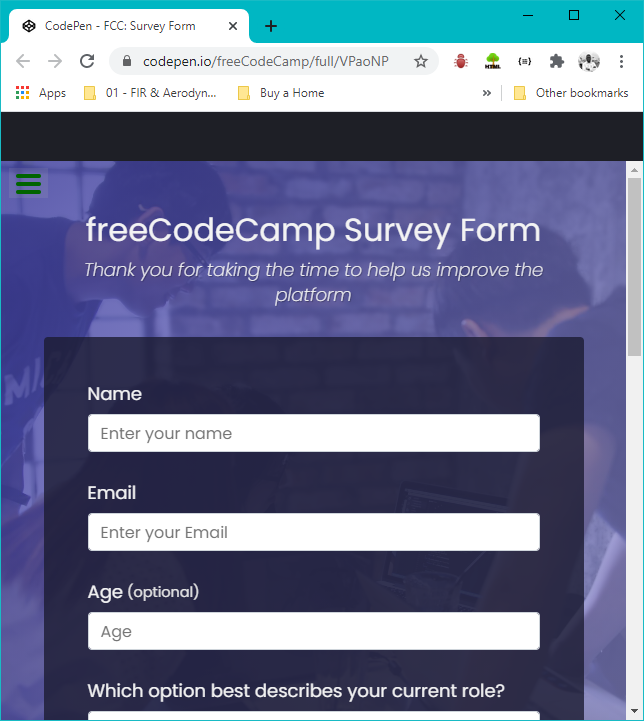 CodePen - FCC: Survey Form
codepen.io/freeCodeCamp/full/VPaoNP
HTML
Apps
01 - FIR & Aerodyn...
Buy a Home
»
Other bookmarks
freeCodeCamp Survey Form
Thank you for taking the time to help us improve the
platform
Name
Enter your name
Email
Enter your Email
Age (optional)
Age
Which option best describes your current role?